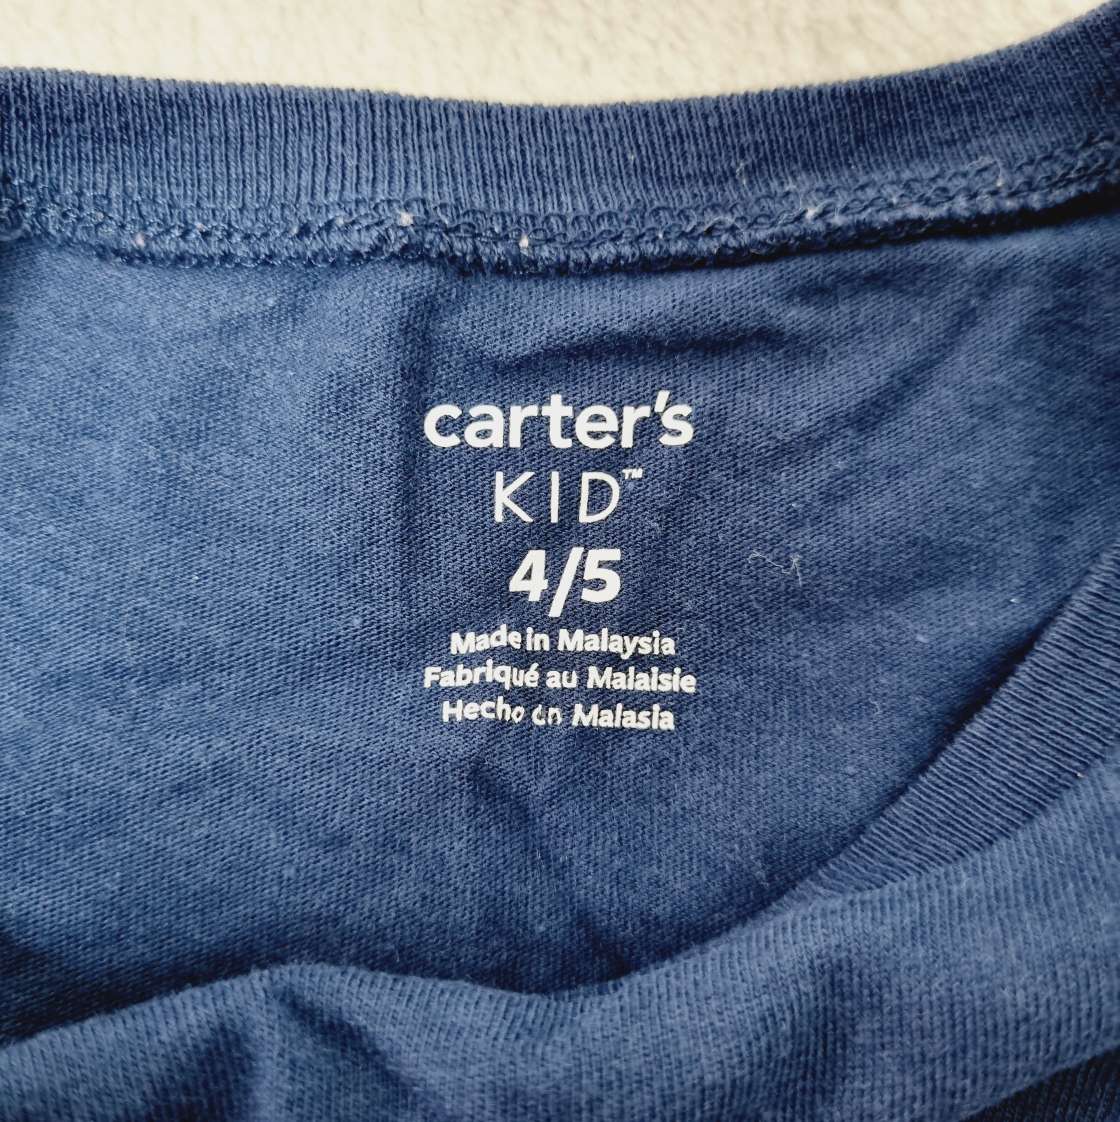 carter's
KID™
4/5
Made in Malaysia
Fabriqué au Malaisie
Hecho en Malasia